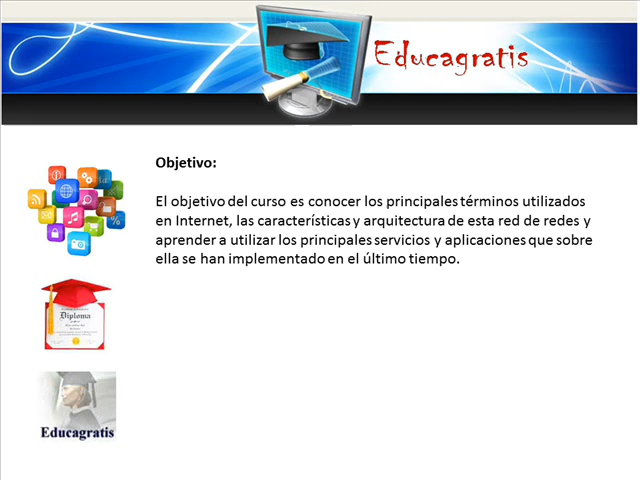 Educagratis
Objetivo:
El objetivo del curso es conocer los principales términos utilizados
en Internet, las características y arquitectura de esta red de redes y
aprender a utilizar los principales servicios y aplicaciones que sobre
ella se han implementado en el último tiempo.
Diploma
Educagratis